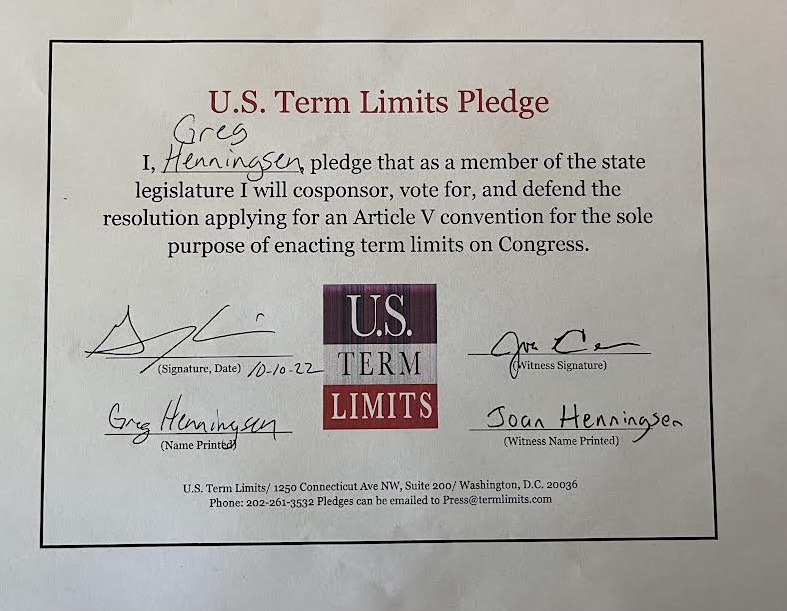 U.S. Term Limits Pledge
Greg
I, Henningsen, pledge that as a member of the state
legislature I will cosponsor, vote for, and defend the
resolution applying for an Article V convention for the sole
purpose of enacting term limits on Congress.
U.S.
TERM
LIMITS
(Signature, Date) 10-10-22
Greg Henningsen
(Name Printed)
(Witness Signature)
Joan Henningsen
(Witness Name Printed)
U.S. Term Limits/ 1250 Connecticut Ave NW, Suite 200/ Washington, D.C. 20036
Phone: 202-261-3532 Pledges can be emailed to Press@termlimits.com